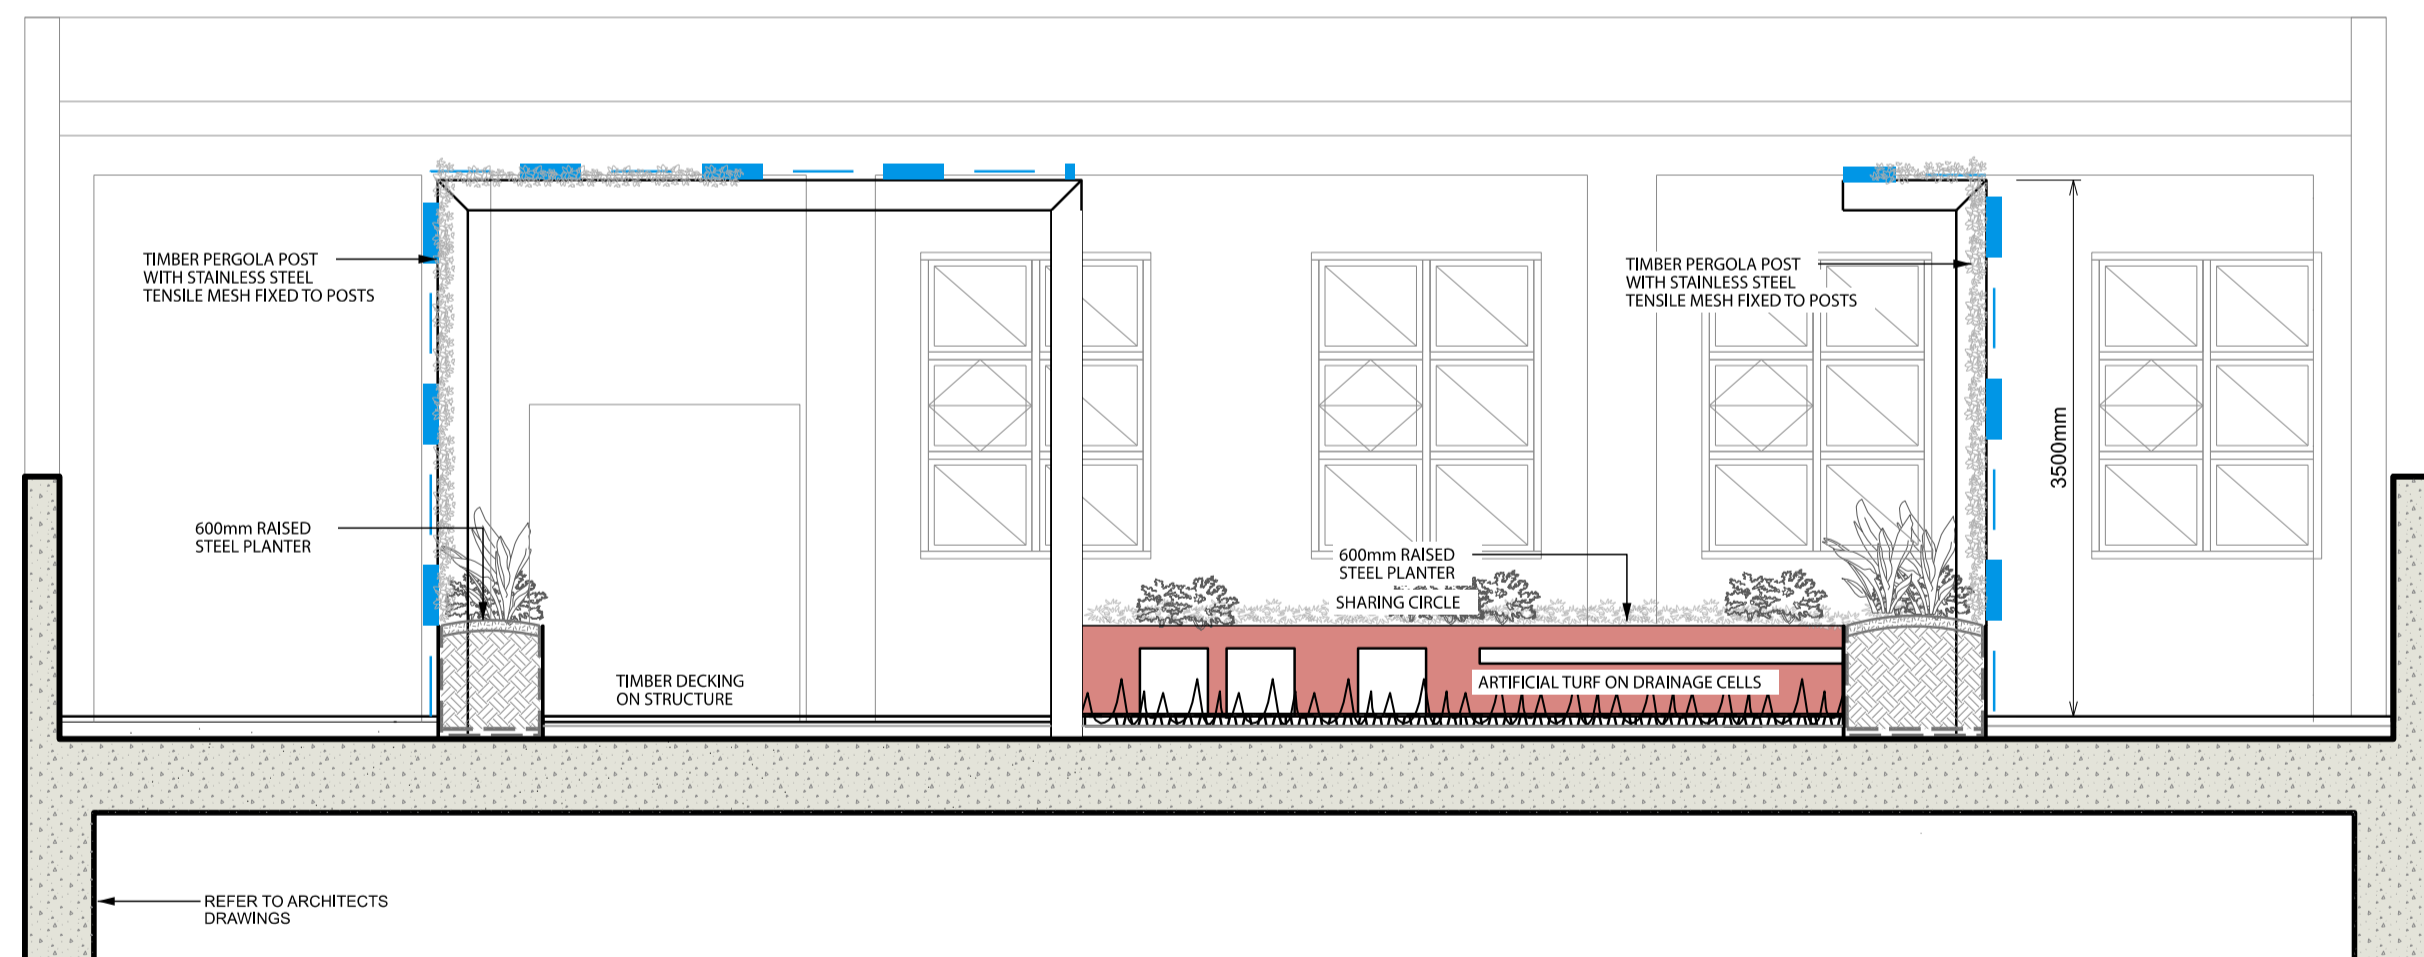 TIMBER PERGOLA POST
WITH STAINLESS STEEL
TENSILE MESH FIXED TO POSTS
TIMBER PERGOLA POST
WITH STAINLESS STEEL
TENSILE MESH FIXED TO POSTS
3500mm
600mm RAISED
STEEL PLANTER
600mm RAISED
STEEL PLANTER
SHARING CIRCLE
TIMBER DECKING
ON STRUCTURE
ARTIFICIAL TURF ON DRAINAGE CELLS
REFER TO ARCHITECTS
DRAWINGS